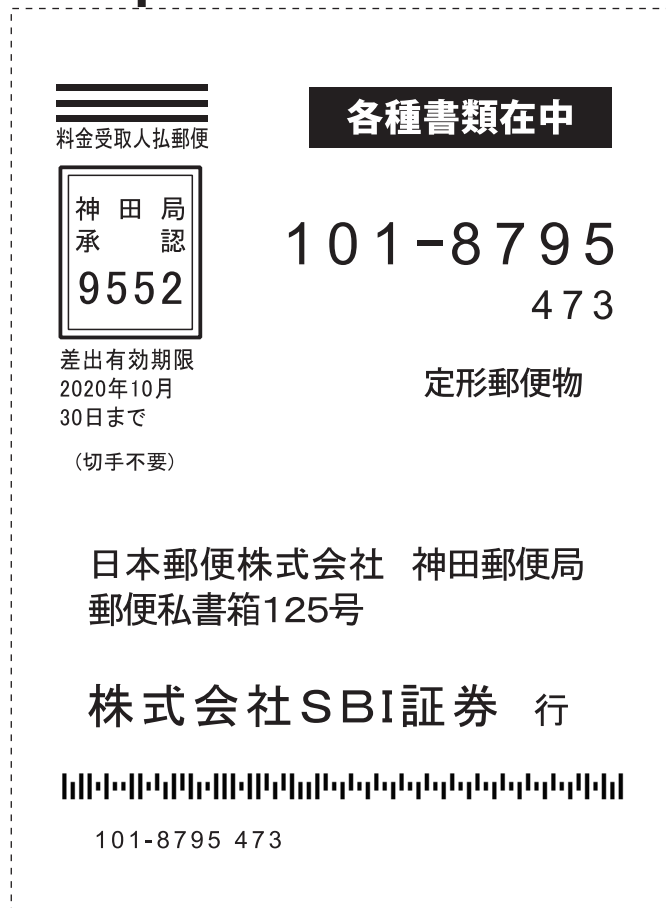 料金受取人払郵便
神田局
承認
9552
差出有効期限
2020年10月
30日まで
（切手不要）
各種書類在中
101-8795
473
定形郵便物
日本郵便株式会社 神田郵便局
郵便私書箱125号
株式会社SBI証券 行
101-8795 473